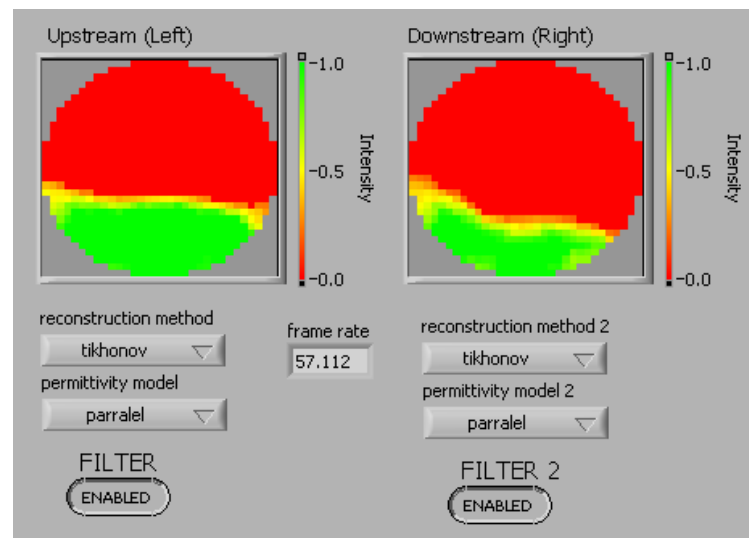 Upstream (Left)
Downstream (Right)
1.0
0.5
0.0
Intensity
1.0
0.5
0.0
Intensity
reconstruction method
tikhonov
permittivity model
parralel
FILTER
ENABLED
frame rate
57.112
reconstruction method 2
tikhonov
permittivity model 2
parralel
FILTER 2
ENABLED